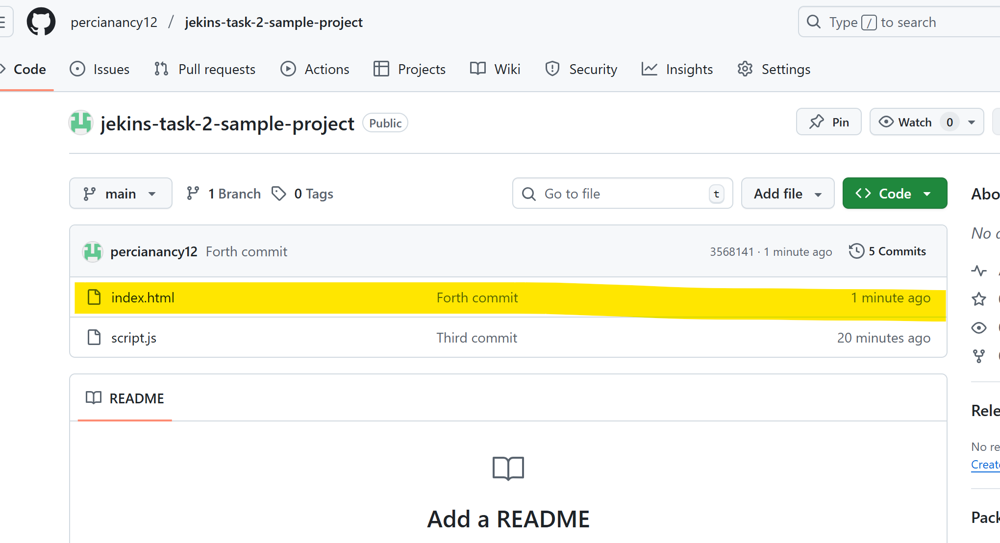 percianancy12 / jekins-task-2-sample-project
Type / to search
Code Issues Pull requests Actions Projects Wiki Security Insights Settings
jekins-task-2-sample-project Public
Pin Watch 0
main 1 Branch 0 Tags
Go to file t Add file Code
percianancy12 Forth commit 3568141 · 1 minute ago 5 Commits
index.html Forth commit 1 minute ago
script.js Third commit 20 minutes ago
README
Add a README
Abo
No
Rele
No re
Creat
Pack